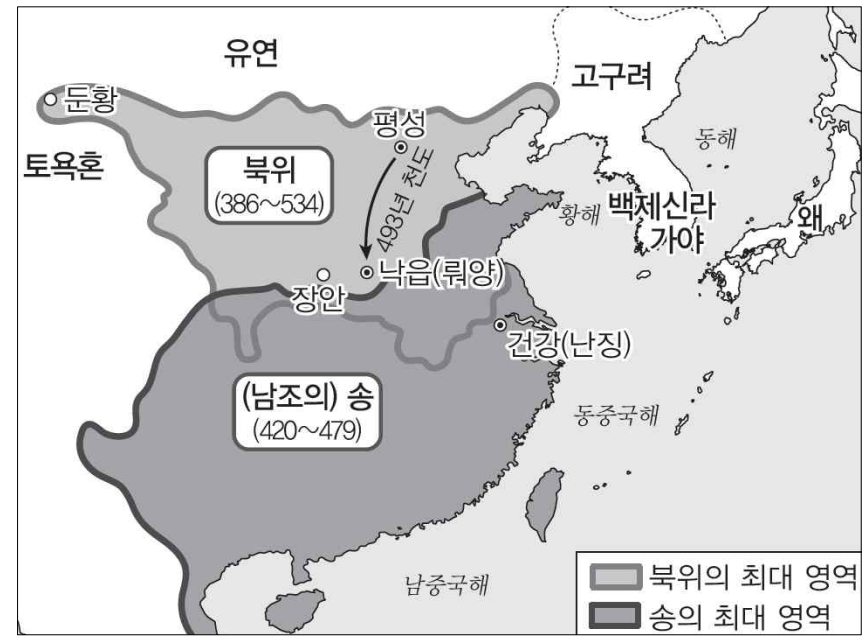 유연
고구려
둔황
평성
동해
토욕혼
북위
(386~534)
493년 천도
황해
백제신라
가야
왜
낙읍(뤄양)
장안
건강(난징)
(남조의) 송
(420~479)
동중국해
남중국해
북위의 최대 영역
송의 최대 영역